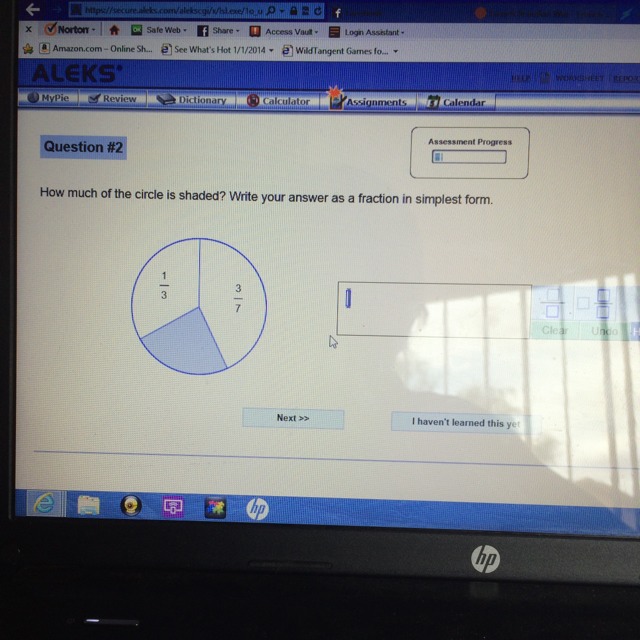 https://secure.aleks.com/alekscgi/x/Isl.exe/1o_u
x Norton Safe Web Share Access Vault Login Assistant
Amazon.com – Online Sh... See What's Hot 1/1/2014 WildTangent Games fo...
ALEKS
HELP WORKSHEET REPORT
MyPie Review Dictionary Calculator Assignments Calendar
Question #2
Assessment Progress
How much of the circle is shaded? Write your answer as a fraction in simplest form.
1
3
3
7
Clear Undo
Next >>
I haven't learned this yet
hp
hp